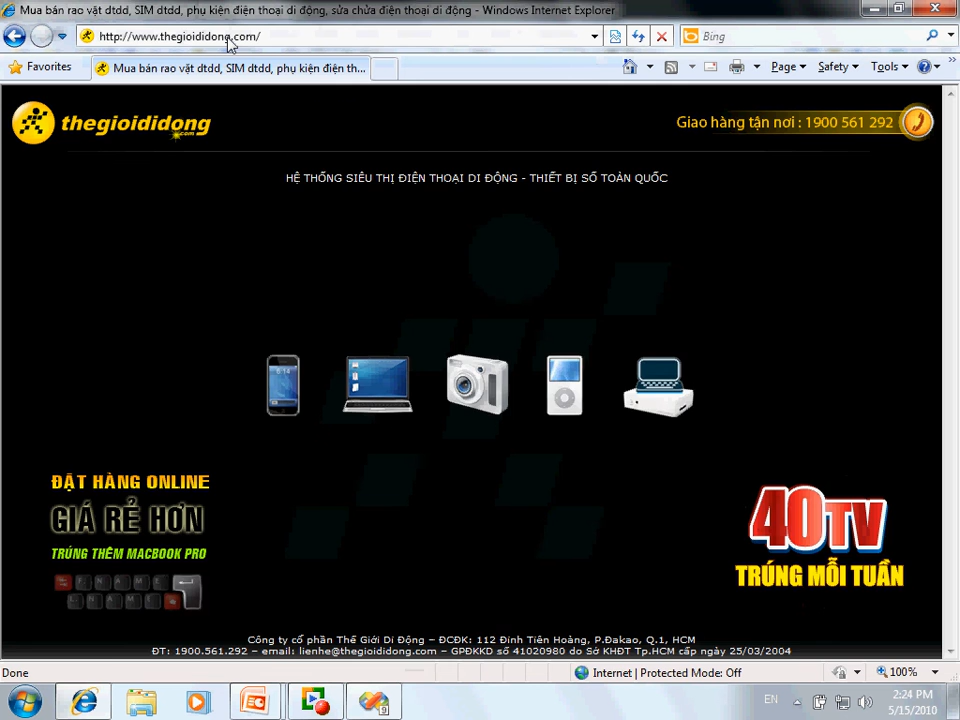 Mua bán rao vặt dtdd, SIM dtdd, phụ kiện điện thoại di động, sửa chửa điện thoại di động - Windows Internet Explorer
http://www.thegioididong.com/
Bing
Favorites
Mua bán rao vặt dtdd, SIM dtdd, phụ kiện điện th...
Page
Safety
Tools
thegioididong
.com
Giao hàng tận nơi : 1900 561 292
HỆ THỐNG SIÊU THỊ ĐIỆN THOẠI DI ĐỘNG - THIẾT BỊ SỐ TOÀN QUỐC
6:14
ĐẶT HÀNG ONLINE
GIÁ RẺ HƠN
TRÚNG THÊM MACBOOK PRO
40TV
TRÚNG MỖI TUẦN
Công ty cổ phần Thế Giới Di Động – ĐCĐK: 112 Đinh Tiên Hoàng, P.Đakao, Q.1, HCM
ĐT: 1900.561.292 – email: lienhe@thegioididong.com – GPĐKKD số 41020980 do Sở KHĐT Tp.HCM cấp ngày 25/03/2004
Done
Internet | Protected Mode: Off
100%
EN
2:24 PM
5/15/2010